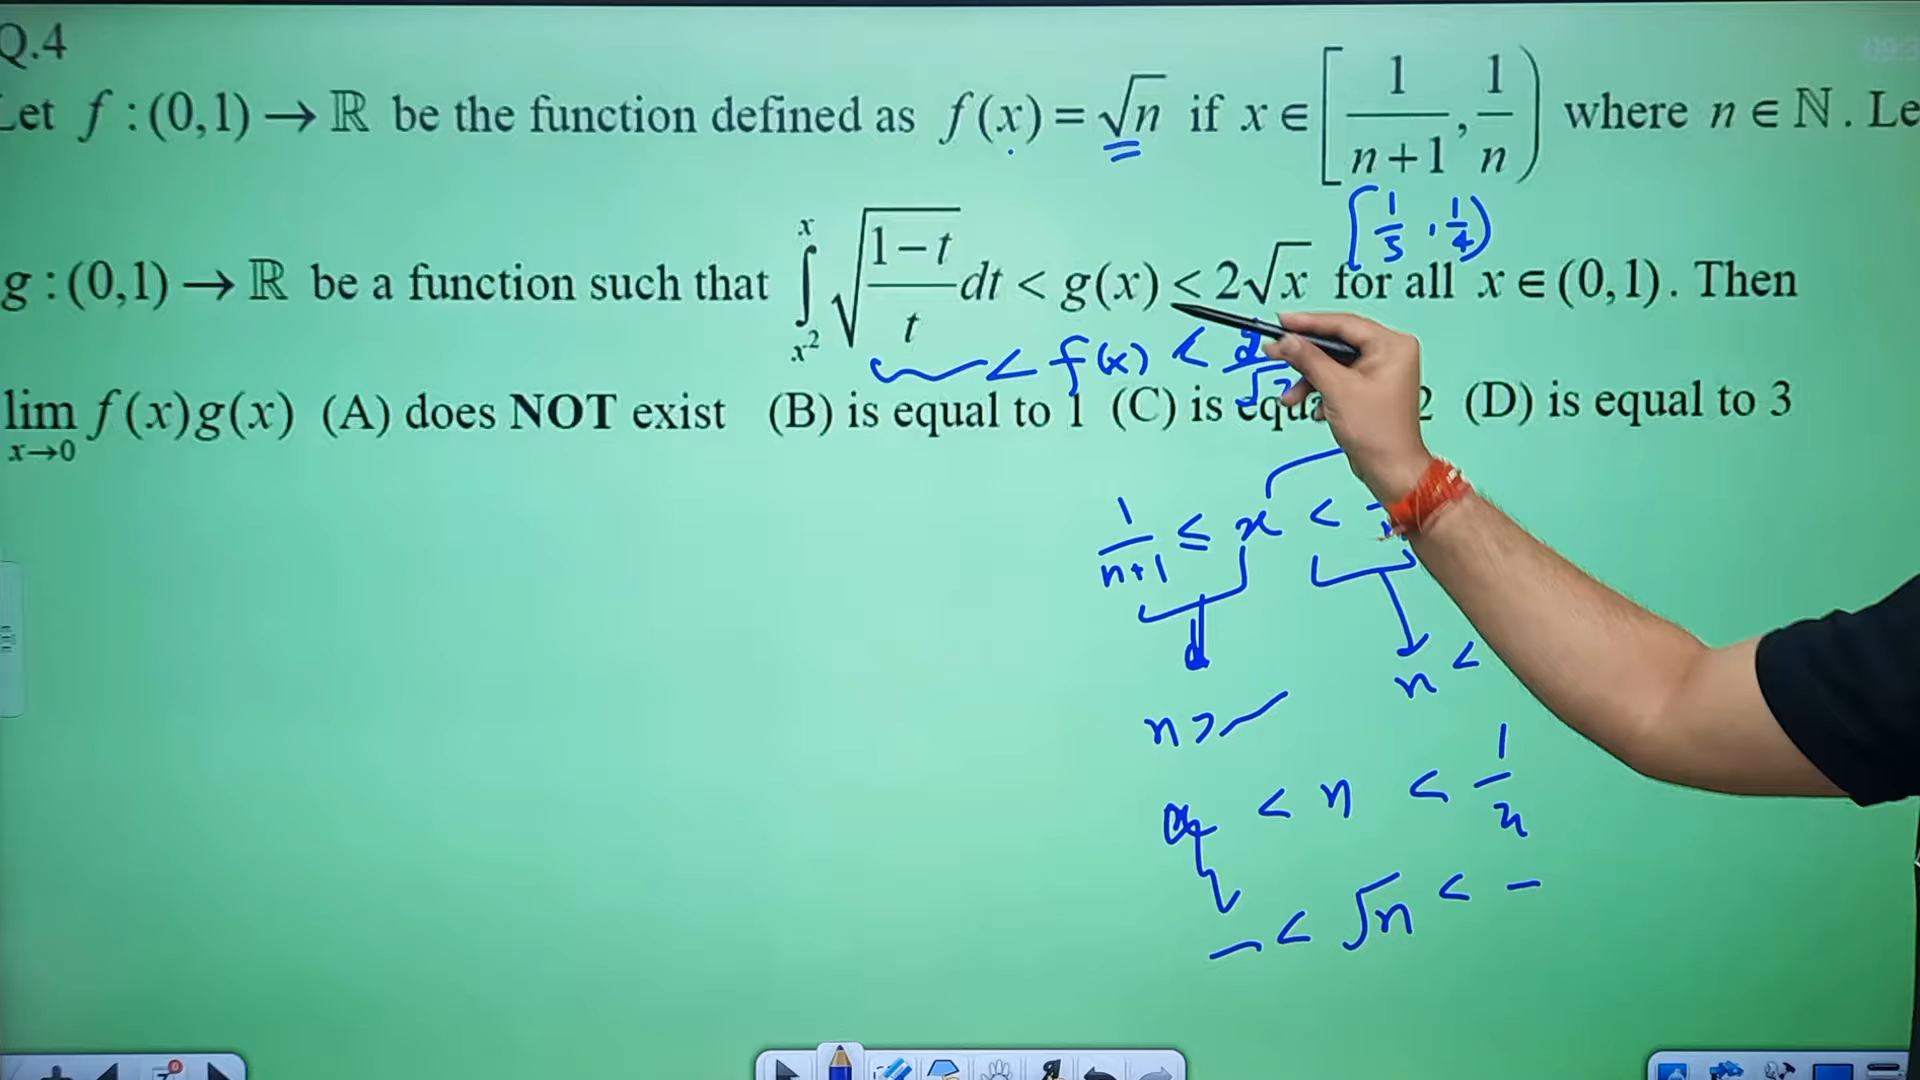 Q.4
Let f : (0,1) → ℝ be the function defined as f(x) = √n if x ∈ [1/(n+1), 1/n) where n ∈ ℕ. Le
[1/5, 1/4)
g : (0,1) → ℝ be a function such that ∫_{x²}^{x} √((1−t)/t) dt < g(x) < 2√x for all x ∈ (0,1). Then
< f(x) <
lim_{x→0} f(x)g(x) (A) does NOT exist (B) is equal to 1 (C) is equa 2 (D) is equal to 3
1/(n+1) ≤ x <
n <
n >
< n < 1/x
— < √n < —